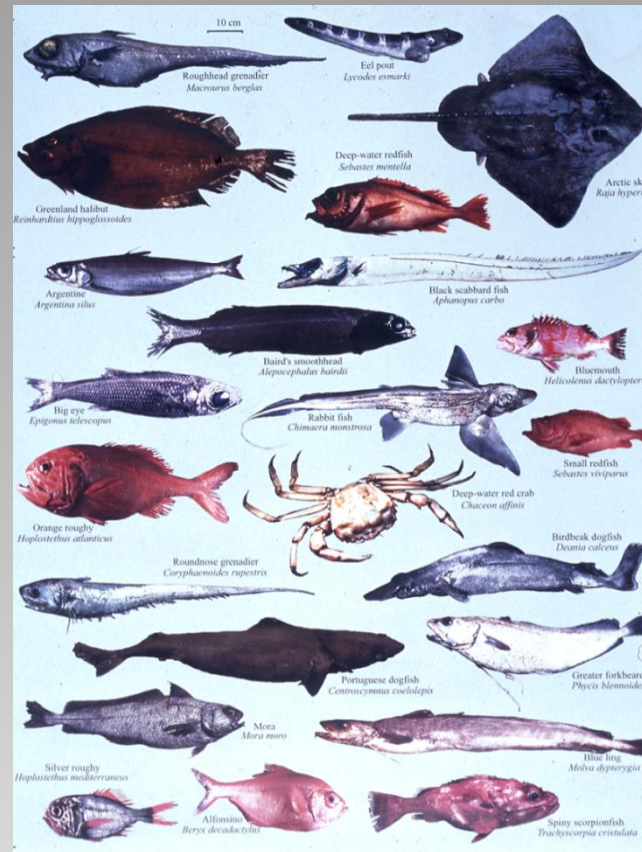 10 cm
Roughhead grenadier
Macrourus berglax
Eel pout
Lycodes esmarki
Deep-water redfish
Sebastes mentella
Arctic sk
Raja hyperb
Greenland halibut
Reinhardtius hippoglossoides
Argentine
Argentina silus
Black scabbard fish
Aphanopus carbo
Baird's smoothhead
Alepocephalus bairdii
Bluemouth
Helicolenus dactylopter
Big eye
Epigonus telescopus
Rabbit fish
Chimaera monstrosa
Small redfish
Sebastes viviparus
Deep-water red crab
Chaceon affinis
Orange roughy
Hoplostethus atlanticus
Birdbeak dogfish
Deania calceus
Roundnose grenadier
Coryphaenoides rupestris
Portuguese dogfish
Centroscymnus coelolepis
Greater forkbeard
Phycis blennoide
Mora
Mora moro
Blue ling
Molva dypterygia
Silver roughy
Hoplostethus mediterraneus
Alfonsino
Beryx decadactylus
Spiny scorpionfish
Trachyscorpia cristulata